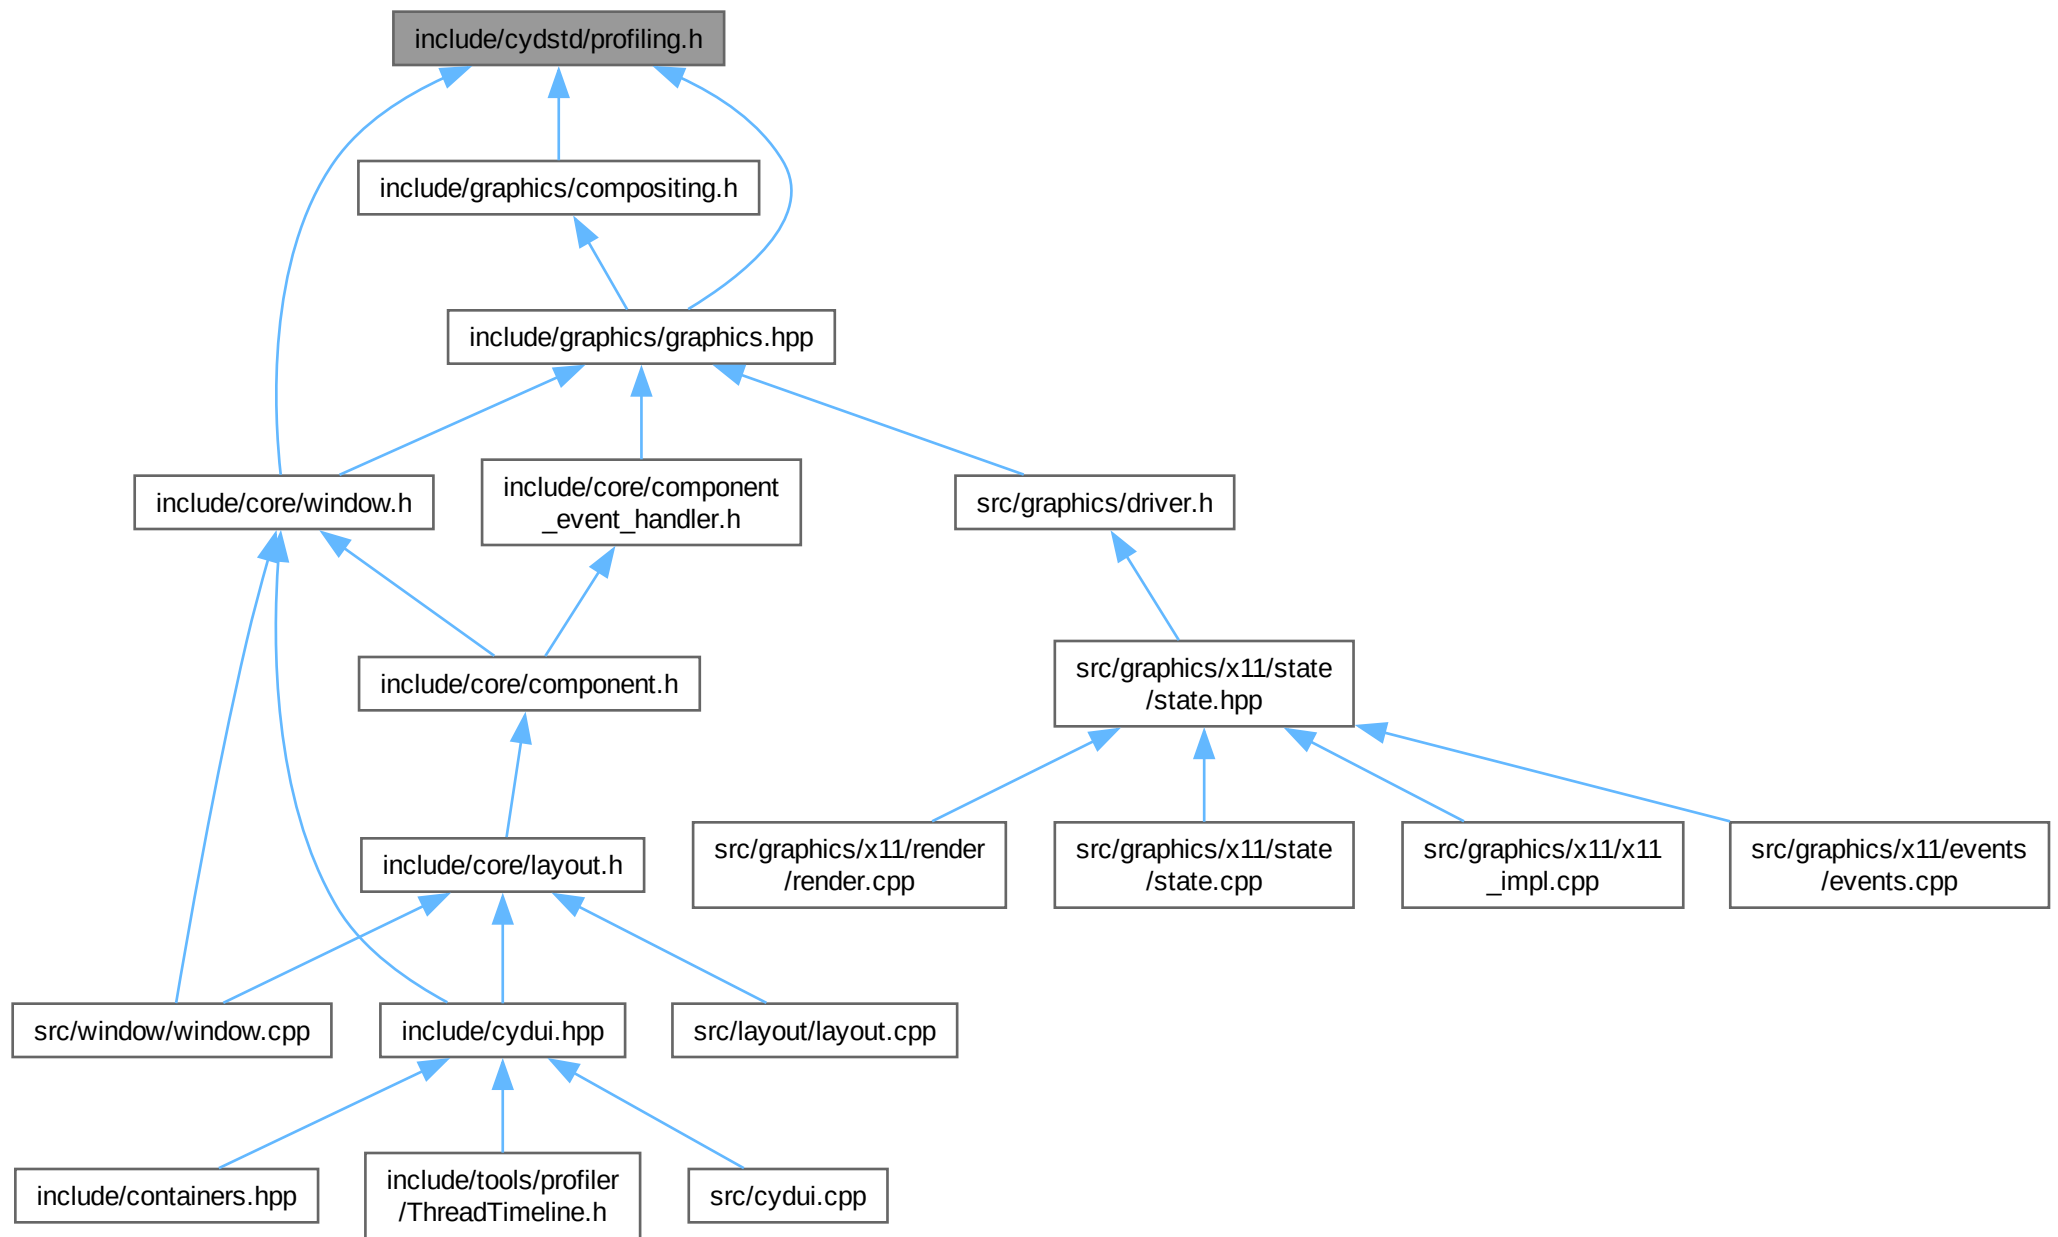 include/cydstd/profiling.h
include/graphics/compositing.h
include/graphics/graphics.hpp
include/core/window.h
include/core/component
_event_handler.h
src/graphics/driver.h
include/core/component.h
src/graphics/x11/state
/state.hpp
include/core/layout.h
src/graphics/x11/render
/render.cpp
src/graphics/x11/state
/state.cpp
src/graphics/x11/x11
_impl.cpp
src/graphics/x11/events
/events.cpp
src/window/window.cpp
include/cydui.hpp
src/layout/layout.cpp
include/containers.hpp
include/tools/profiler
/ThreadTimeline.h
src/cydui.cpp